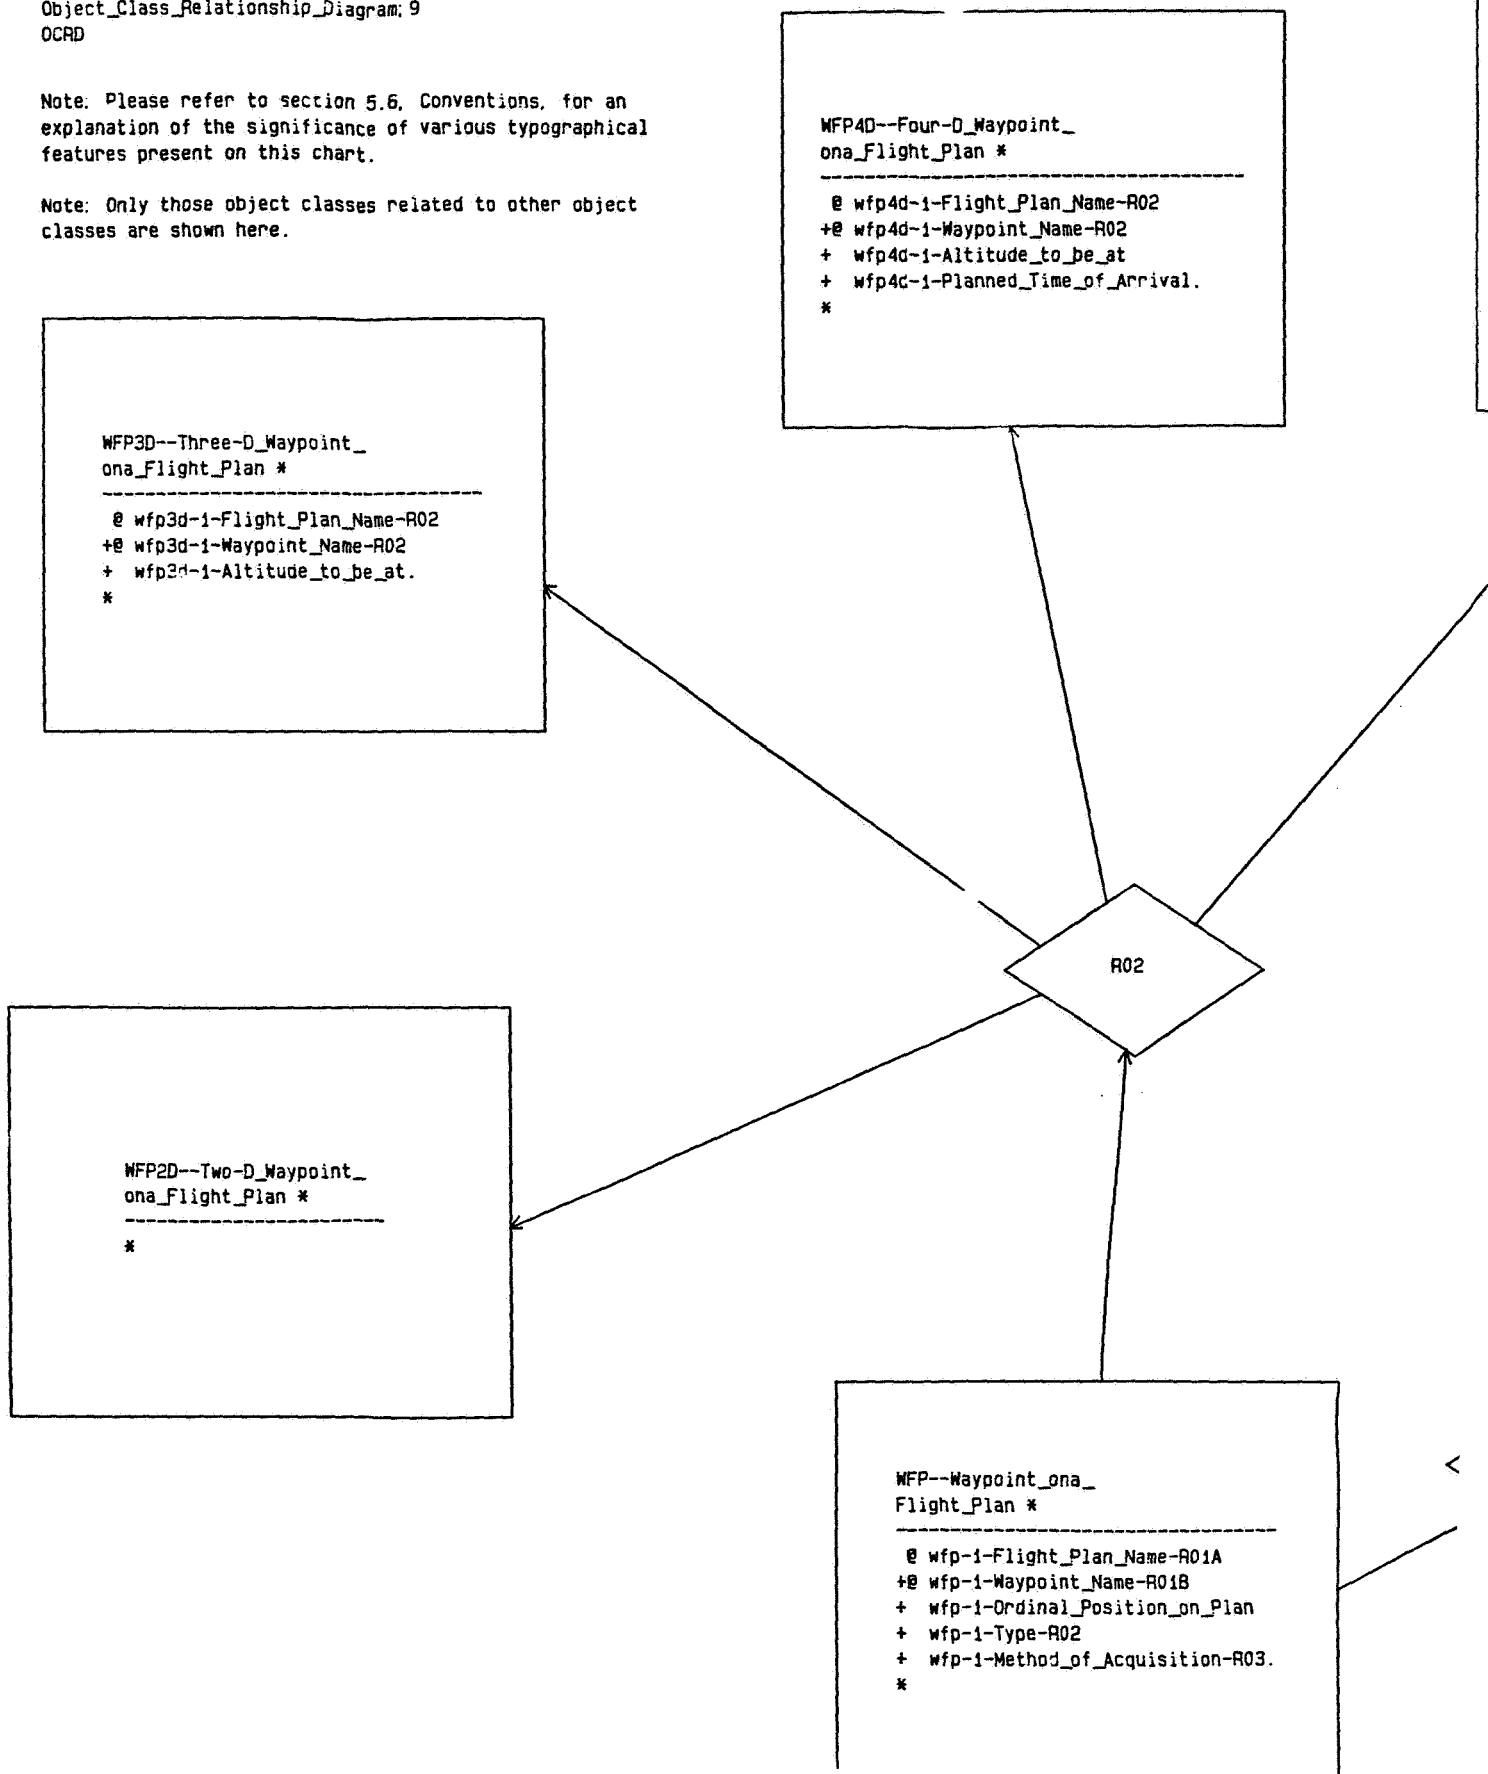 Object_Class_Relationship_Diagram; 9
OCRD
Note: Please refer to section 5.6, Conventions, for an
explanation of the significance of various typographical
features present on this chart.
Note: Only those object classes related to other object
classes are shown here.
WFP4D--Four-D_Waypoint_
ona_Flight_Plan *
@ wfp4d-1-Flight_Plan_Name-R02
+@ wfp4d-1-Waypoint_Name-R02
+ wfp4d-1-Altitude_to_be_at
+ wfp4d-1-Planned_Time_of_Arrival.
*
WFP3D--Three-D_Waypoint_
ona_Flight_Plan *
@ wfp3d-1-Flight_Plan_Name-R02
+@ wfp3d-1-Waypoint_Name-R02
+ wfp3d-1-Altitude_to_be_at.
*
R02
WFP2D--Two-D_Waypoint_
ona_Flight_Plan *
*
WFP--Waypoint_ona_
Flight_Plan *
@ wfp-1-Flight_Plan_Name-R01A
+@ wfp-1-Waypoint_Name-R01B
+ wfp-1-Ordinal_Position_on_Plan
+ wfp-1-Type-R02
+ wfp-1-Method_of_Acquisition-R03.
*